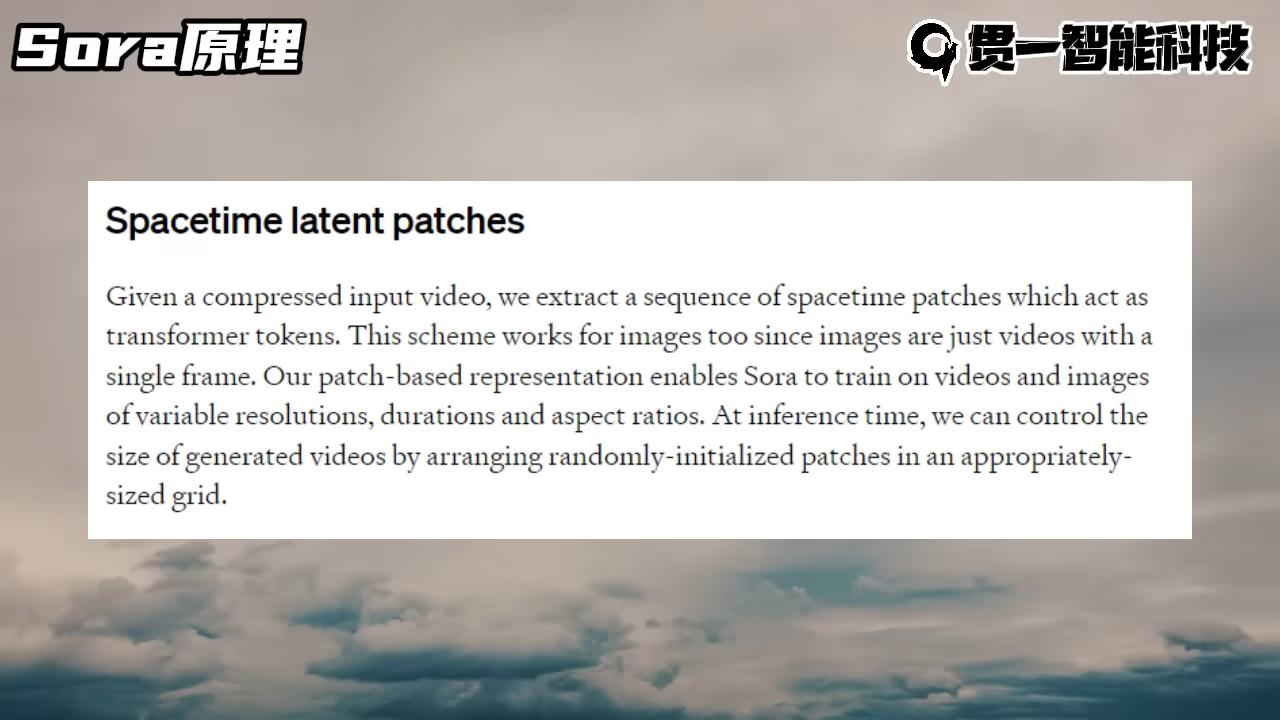 Sora原理
贯一智能科技
Spacetime latent patches
Given a compressed input video, we extract a sequence of spacetime patches which act as
transformer tokens. This scheme works for images too since images are just videos with a
single frame. Our patch-based representation enables Sora to train on videos and images
of variable resolutions, durations and aspect ratios. At inference time, we can control the
size of generated videos by arranging randomly-initialized patches in an appropriately-
sized grid.